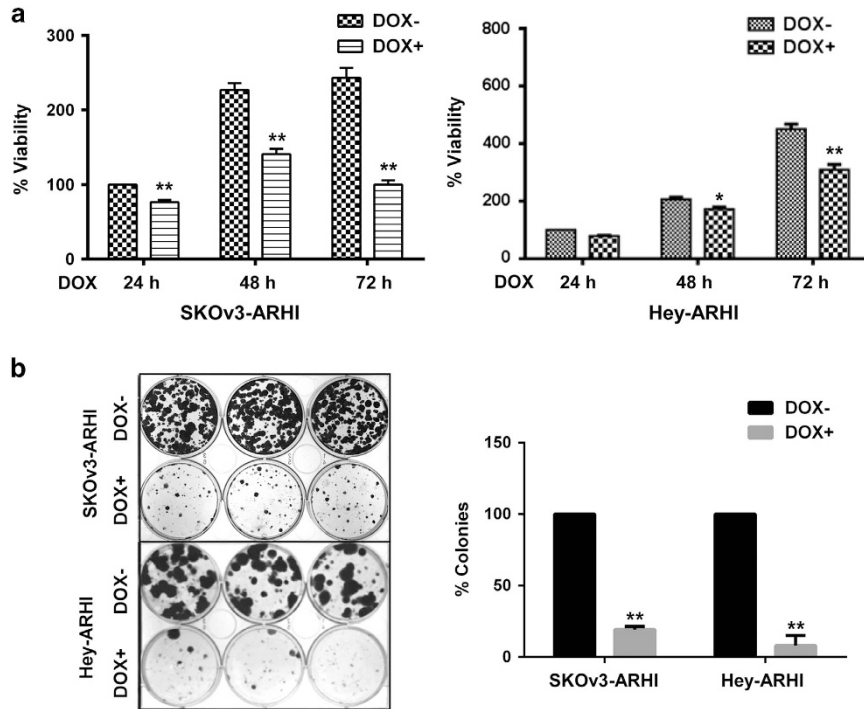 a
DOX-
DOX+
% Viability
300
200
100
0
**
**
**
DOX
24 h
48 h
72 h
SKOv3-ARHI
DOX-
DOX+
% Viability
800
600
400
200
0
*
**
24 h
48 h
72 h
Hey-ARHI
b
SKOv3-ARHI
DOX-
DOX+
Hey-ARHI
DOX-
DOX+
DOX-
DOX+
% Colonies
150
100
50
0
**
**
SKOv3-ARHI
Hey-ARHI